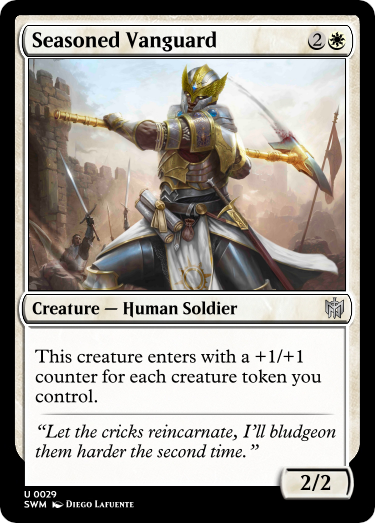 Seasoned Vanguard 2
Creature — Human Soldier
This creature enters with a +1/+1
counter for each creature token you
control.
“Let the cricks reincarnate, I’ll bludgeon
them harder the second time.”
2/2
U 0029
SWM Diego Lafuente